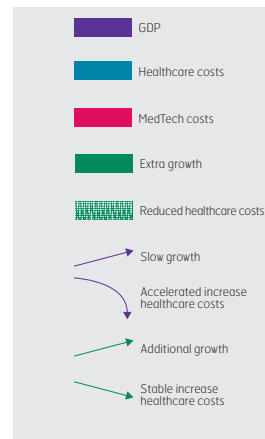 GDP
Healthcare costs
MedTech costs
Extra growth
Reduced healthcare costs
Slow growth
Accelerated increase
healthcare costs
Additional growth
Stable increase
healthcare costs